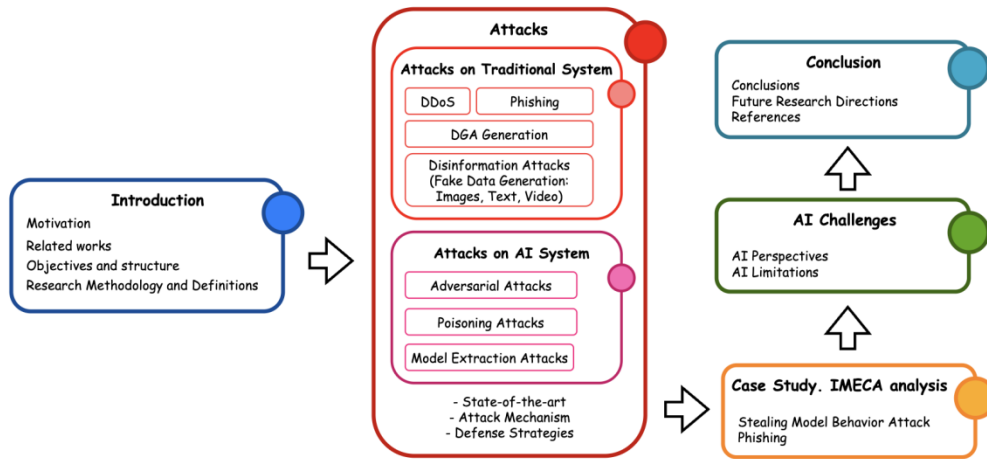 Introduction
Motivation
Related works
Objectives and structure
Research Methodology and Definitions
Attacks
Attacks on Traditional System
DDoS
Phishing
DGA Generation
Disinformation Attacks
(Fake Data Generation:
Images, Text, Video)
Attacks on AI System
Adversarial Attacks
Poisoning Attacks
Model Extraction Attacks
- State-of-the-art
- Attack Mechanism
- Defense Strategies
Case Study. IMECA analysis
Stealing Model Behavior Attack
Phishing
AI Challenges
AI Perspectives
AI Limitations
Conclusion
Conclusions
Future Research Directions
References